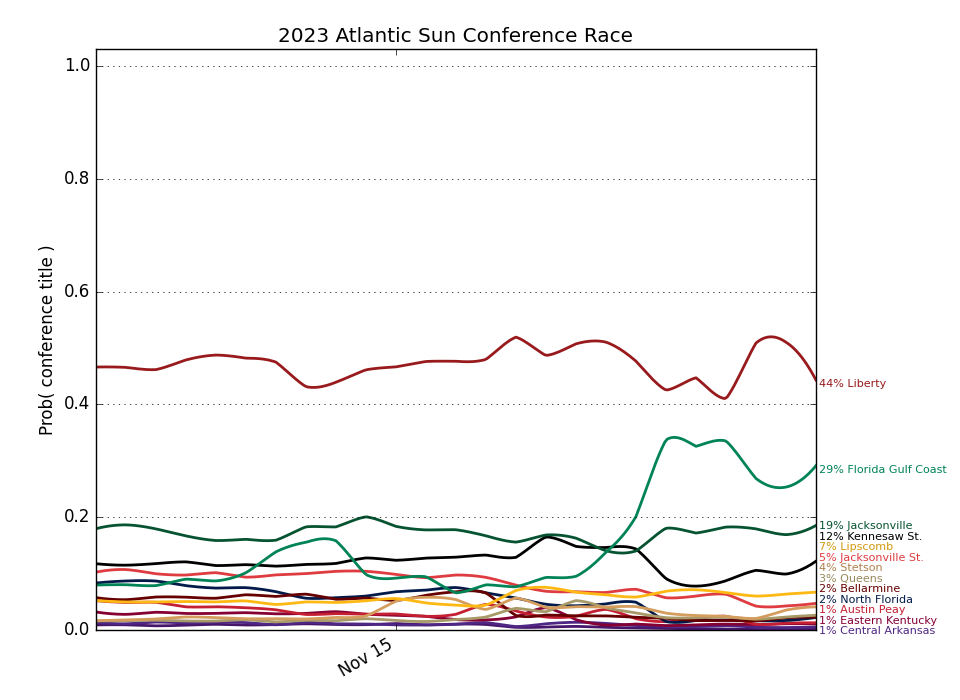 2023 Atlantic Sun Conference Race
1.0
0.8
0.6
0.4
0.2
0.0
Prob( conference title )
Nov 15
44% Liberty
29% Florida Gulf Coast
19% Jacksonville
12% Kennesaw St.
7% Lipscomb
5% Jacksonville St.
4% Stetson
3% Queens
2% Bellarmine
2% North Florida
1% Austin Peay
1% Eastern Kentucky
1% Central Arkansas